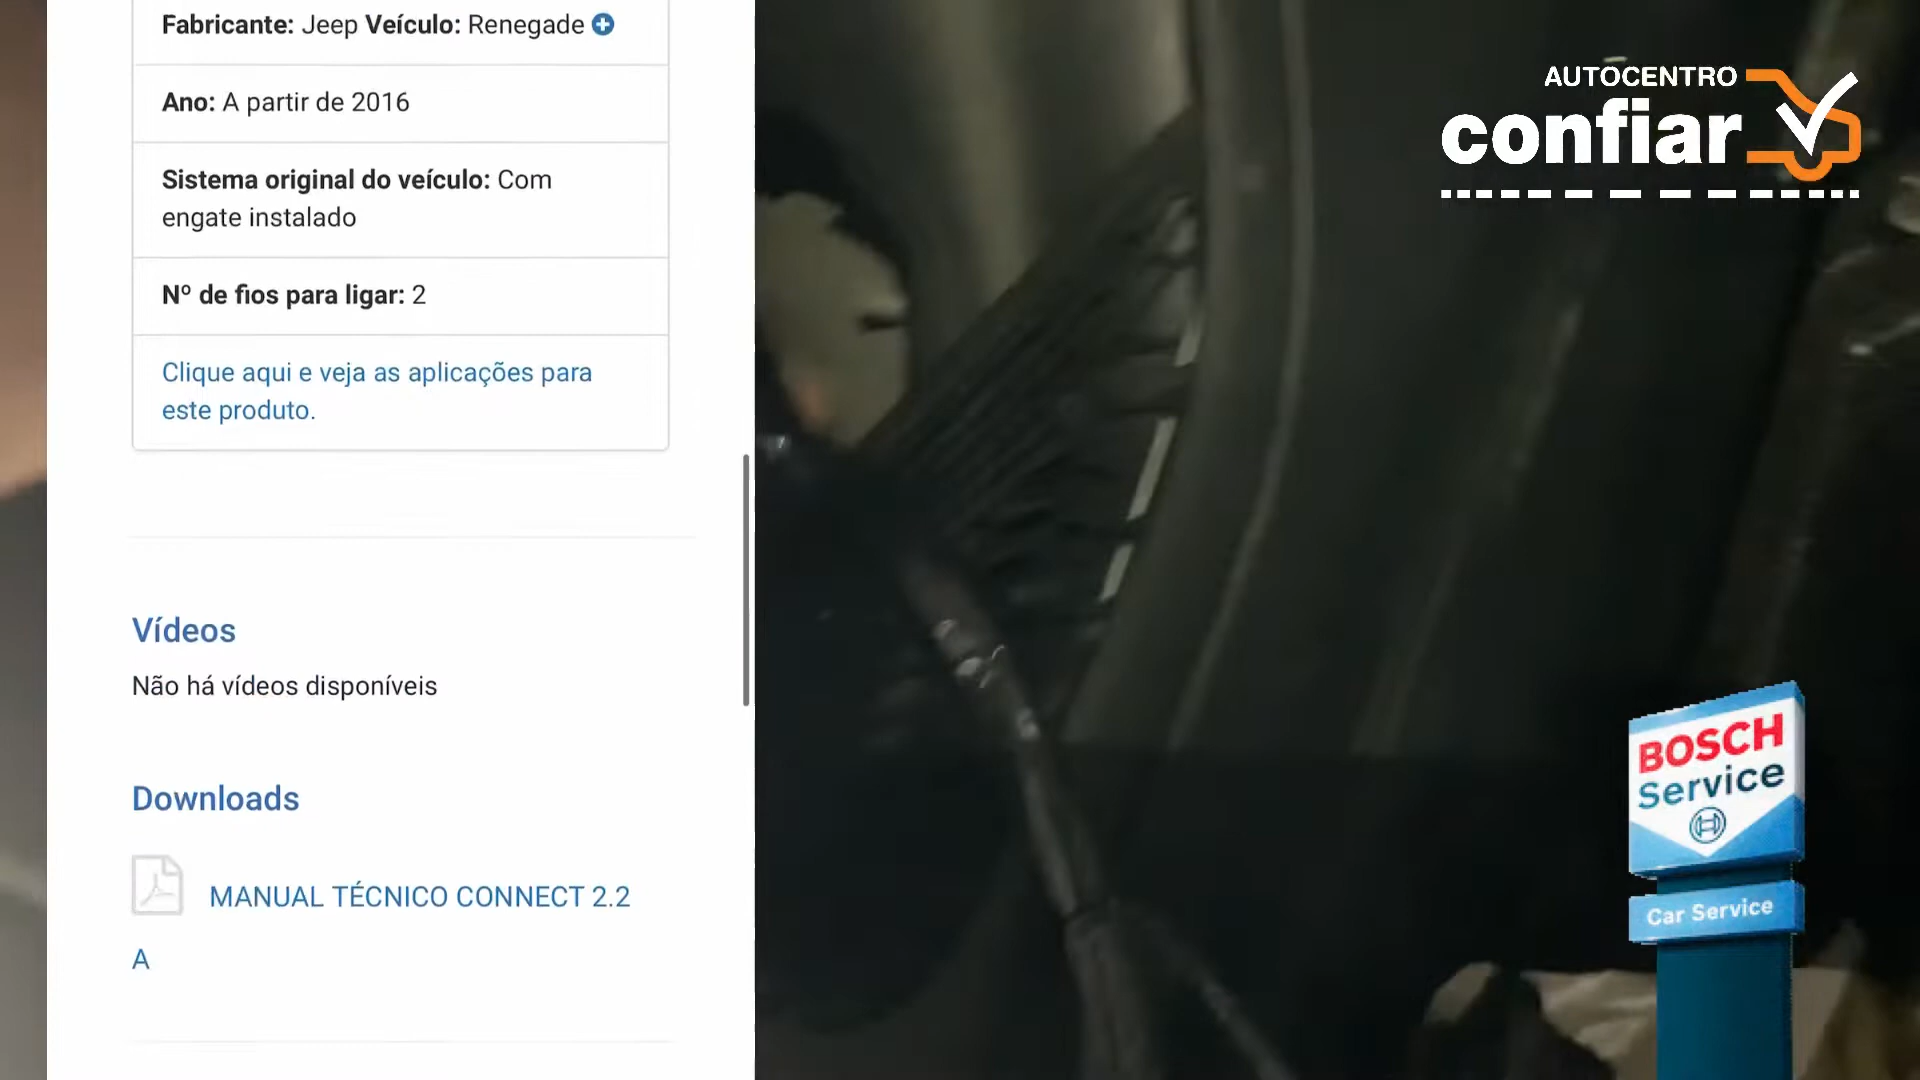 Fabricante: Jeep Veículo: Renegade
Ano: A partir de 2016
Sistema original do veículo: Com
engate instalado
Nº de fios para ligar: 2
Clique aqui e veja as aplicações para
este produto.
Vídeos
Não há vídeos disponíveis
Downloads
MANUAL TÉCNICO CONNECT 2.2
A
AUTOCENTRO
confiar
BOSCH
Service
Car Service